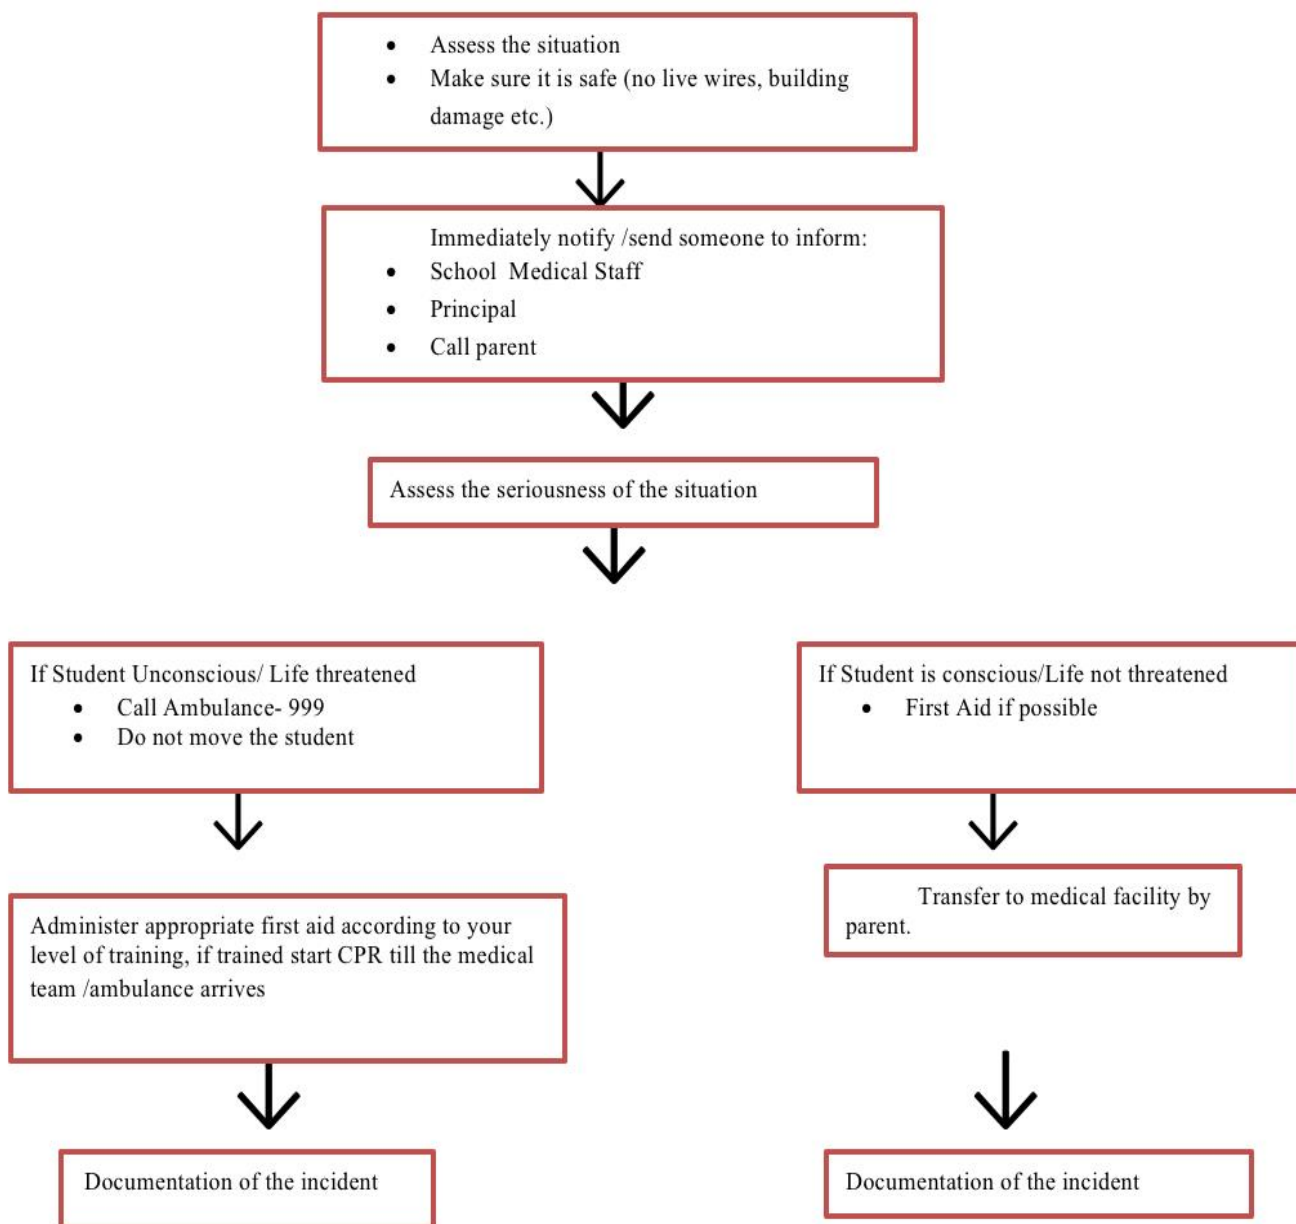 • Assess the situation
• Make sure it is safe (no live wires, building
damage etc.)
Immediately notify /send someone to inform:
• School Medical Staff
• Principal
• Call parent
Assess the seriousness of the situation
If Student Unconscious/ Life threatened
• Call Ambulance- 999
• Do not move the student
If Student is conscious/Life not threatened
• First Aid if possible
Administer appropriate first aid according to your
level of training, if trained start CPR till the medical
team /ambulance arrives
Transfer to medical facility by
parent.
Documentation of the incident
Documentation of the incident